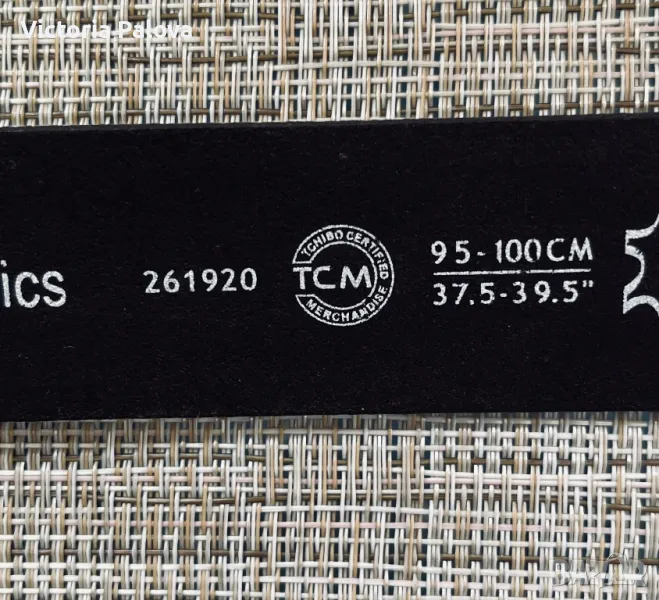 Victoria Palova
ics
261920
TCHIBO CERTIFIED
TCM
MERCHANDISE
95-100CM
37.5-39.5"